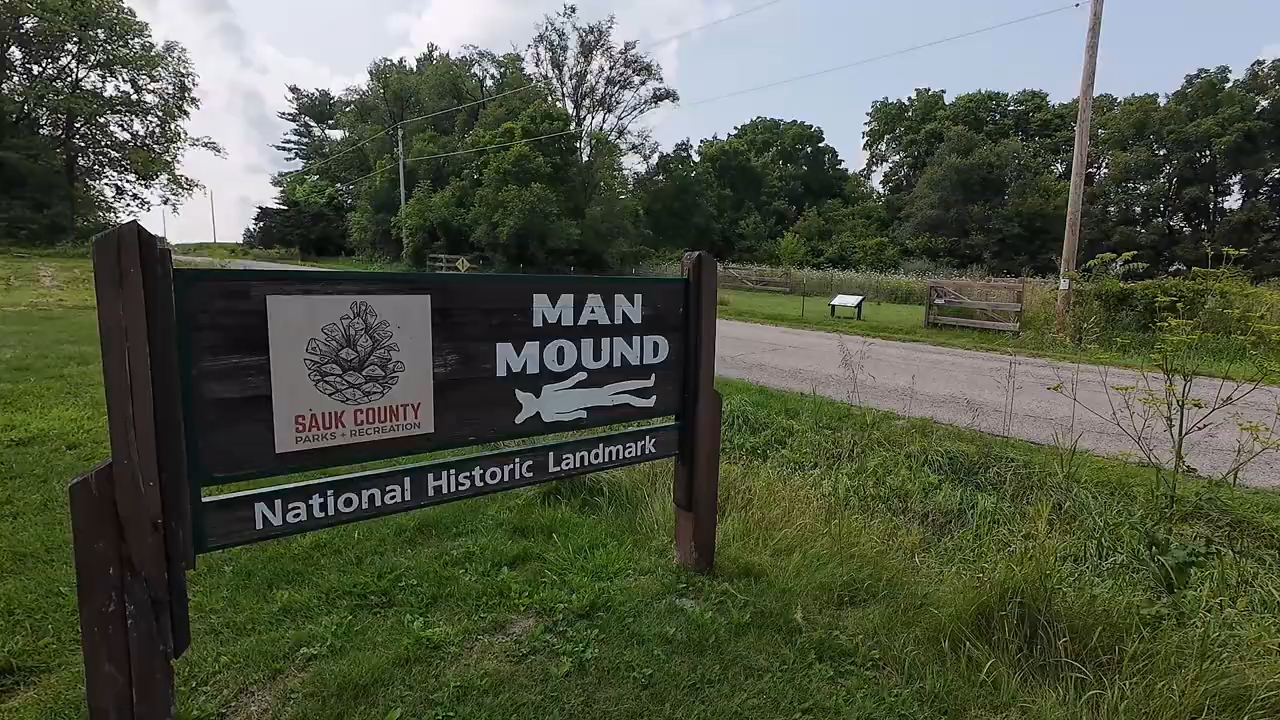 MAN
MOUND
SAUK COUNTY
PARKS + RECREATION
National Historic Landmark